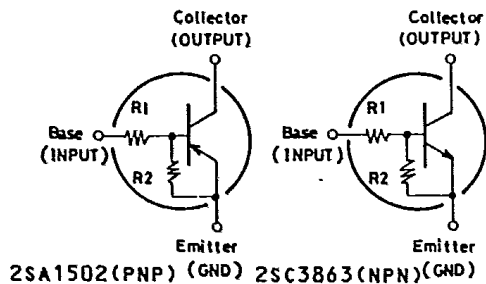 Collector
(OUTPUT)
R1
Base
(INPUT)
R2
Emitter
(GND)
2SA1502(PNP)
Collector
(OUTPUT)
R1
Base
(INPUT)
R2
Emitter
(GND)
2SC3863(NPN)